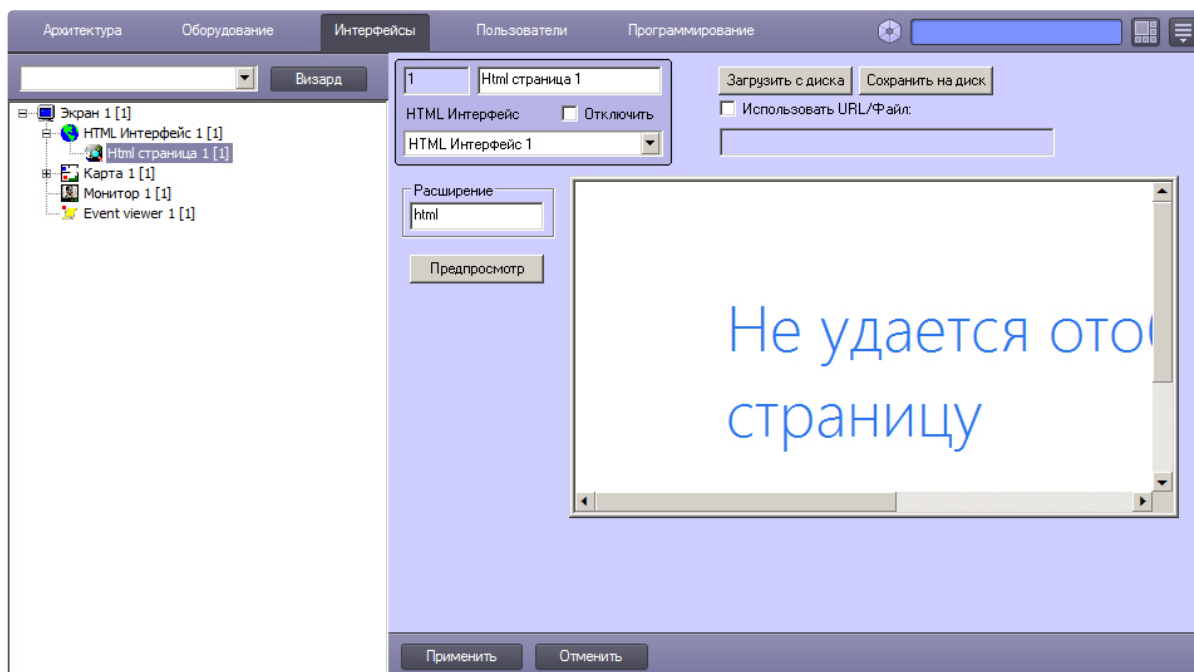 Архитектура Оборудование Интерфейсы Пользователи Программирование
Визард
Экран 1 [1]
HTML Интерфейс 1 [1]
Html страница 1 [1]
Карта 1 [1]
Монитор 1 [1]
Event viewer 1 [1]
1 Html страница 1
HTML Интерфейс Отключить
HTML Интерфейс 1
Загрузить с диска Сохранить на диск
Использовать URL/Файл:
Расширение
html
Предпросмотр
Не удается отоб
страницу
Применить Отменить